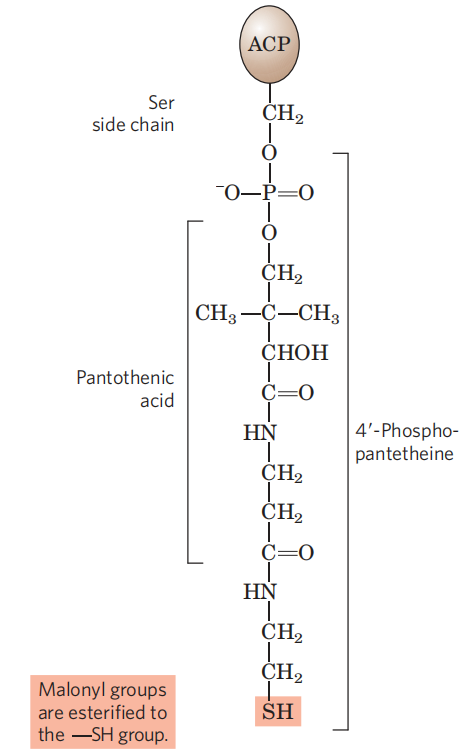 ACP
Ser
side chain
CH₂
O
⁻O—P=O
O
CH₂
CH₃—C—CH₃
CHOH
Pantothenic
acid
C=O
HN
4′-Phospho-
pantetheine
CH₂
CH₂
C=O
HN
CH₂
CH₂
Malonyl groups
are esterified to
the —SH group.
SH